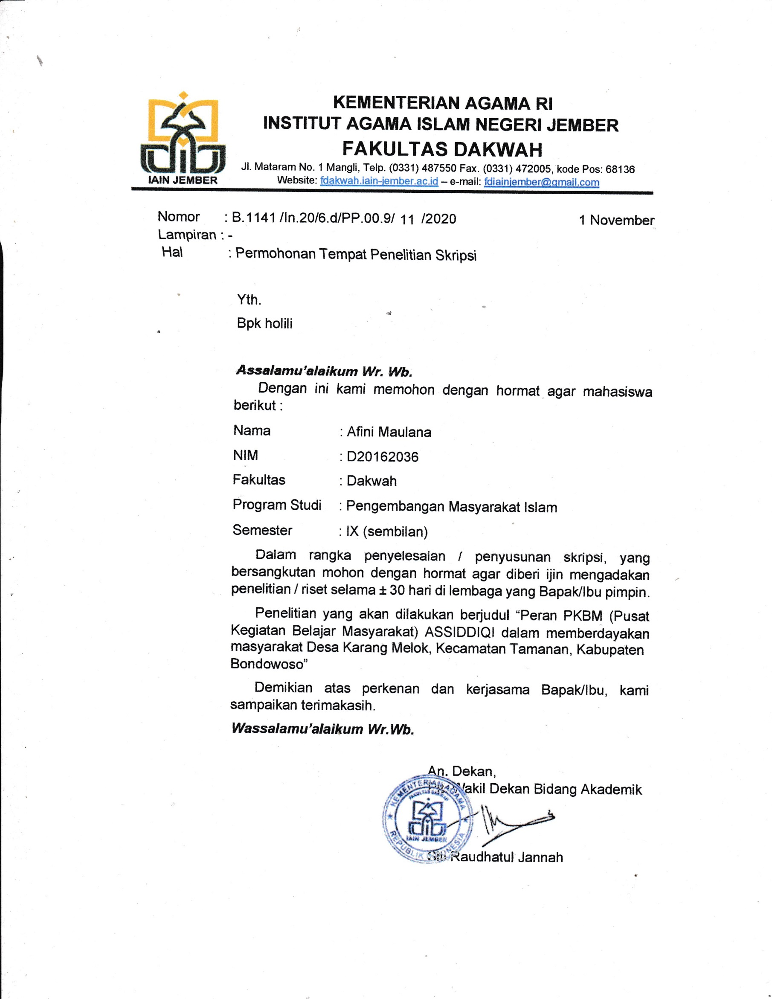 KEMENTERIAN AGAMA RI
INSTITUT AGAMA ISLAM NEGERI JEMBER
FAKULTAS DAKWAH
Jl. Mataram No. 1 Mangli, Telp. (0331) 487550 Fax. (0331) 472005, kode Pos: 68136
Website: fdakwah.iain-jember.ac.id – e-mail: fdiainjember@gmail.com
IAIN JEMBER
Nomor : B.1141 /In.20/6.d/PP.00.9/ 11 /2020 1 November
Lampiran : -
Hal : Permohonan Tempat Penelitian Skripsi
Yth.
Bpk holili
Assalamu'alaikum Wr. Wb.
Dengan ini kami memohon dengan hormat agar mahasiswa
berikut :
Nama : Afini Maulana
NIM : D20162036
Fakultas : Dakwah
Program Studi : Pengembangan Masyarakat Islam
Semester : IX (sembilan)
Dalam rangka penyelesaian / penyusunan skripsi, yang
bersangkutan mohon dengan hormat agar diberi ijin mengadakan
penelitian / riset selama ± 30 hari di lembaga yang Bapak/Ibu pimpin.
Penelitian yang akan dilakukan berjudul “Peran PKBM (Pusat
Kegiatan Belajar Masyarakat) ASSIDDIQI dalam memberdayakan
masyarakat Desa Karang Melok, Kecamatan Tamanan, Kabupaten
Bondowoso”
Demikian atas perkenan dan kerjasama Bapak/Ibu, kami
sampaikan terimakasih.
Wassalamu'alaikum Wr.Wb.
An. Dekan,
Wakil Dekan Bidang Akademik
KEMENTERIAN AGAMA
FAKULTAS DAKWAH
IAIN JEMBER
REPUBLIK INDONESIA
Siti Raudhatul Jannah